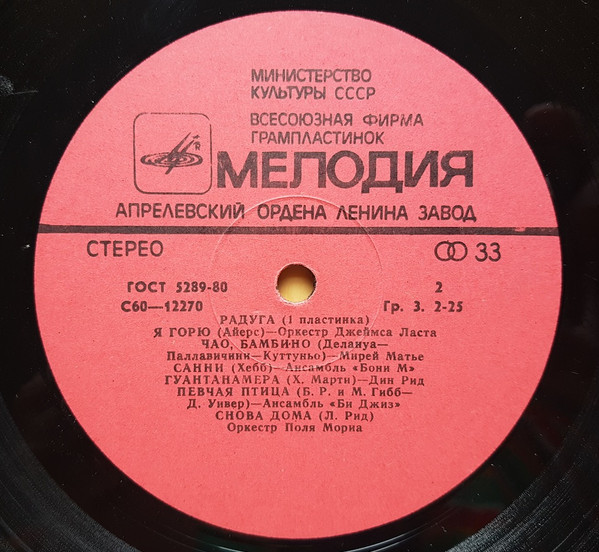 МИНИСТЕРСТВО
КУЛЬТУРЫ СССР
ВСЕСОЮЗНАЯ ФИРМА
ГРАМПЛАСТИНОК
МЕЛОДИЯ
АПРЕЛЕВСКИЙ ОРДЕНА ЛЕНИНА ЗАВОД
СТЕРЕО 33
ГОСТ 5289-80 2
С60—12270 Гр. 3. 2-25
РАДУГА (1 пластинка)
Я ГОРЮ (Айерс)—Оркестр Джеймса Ласта
ЧАО, БАМБИНО (Делануа—
Паллавичини—Куттуньо)—Мирей Матье
САННИ (Хебб)—Ансамбль «Бони М»
ГУАНТАНАМЕРА (Х. Марти)—Дин Рид
ПЕВЧАЯ ПТИЦА (Б. Р. и М. Гибб—
Д. Уивер)—Ансамбль «Би Джиз»
СНОВА ДОМА (Л. Рид)
Оркестр Поля Мориа